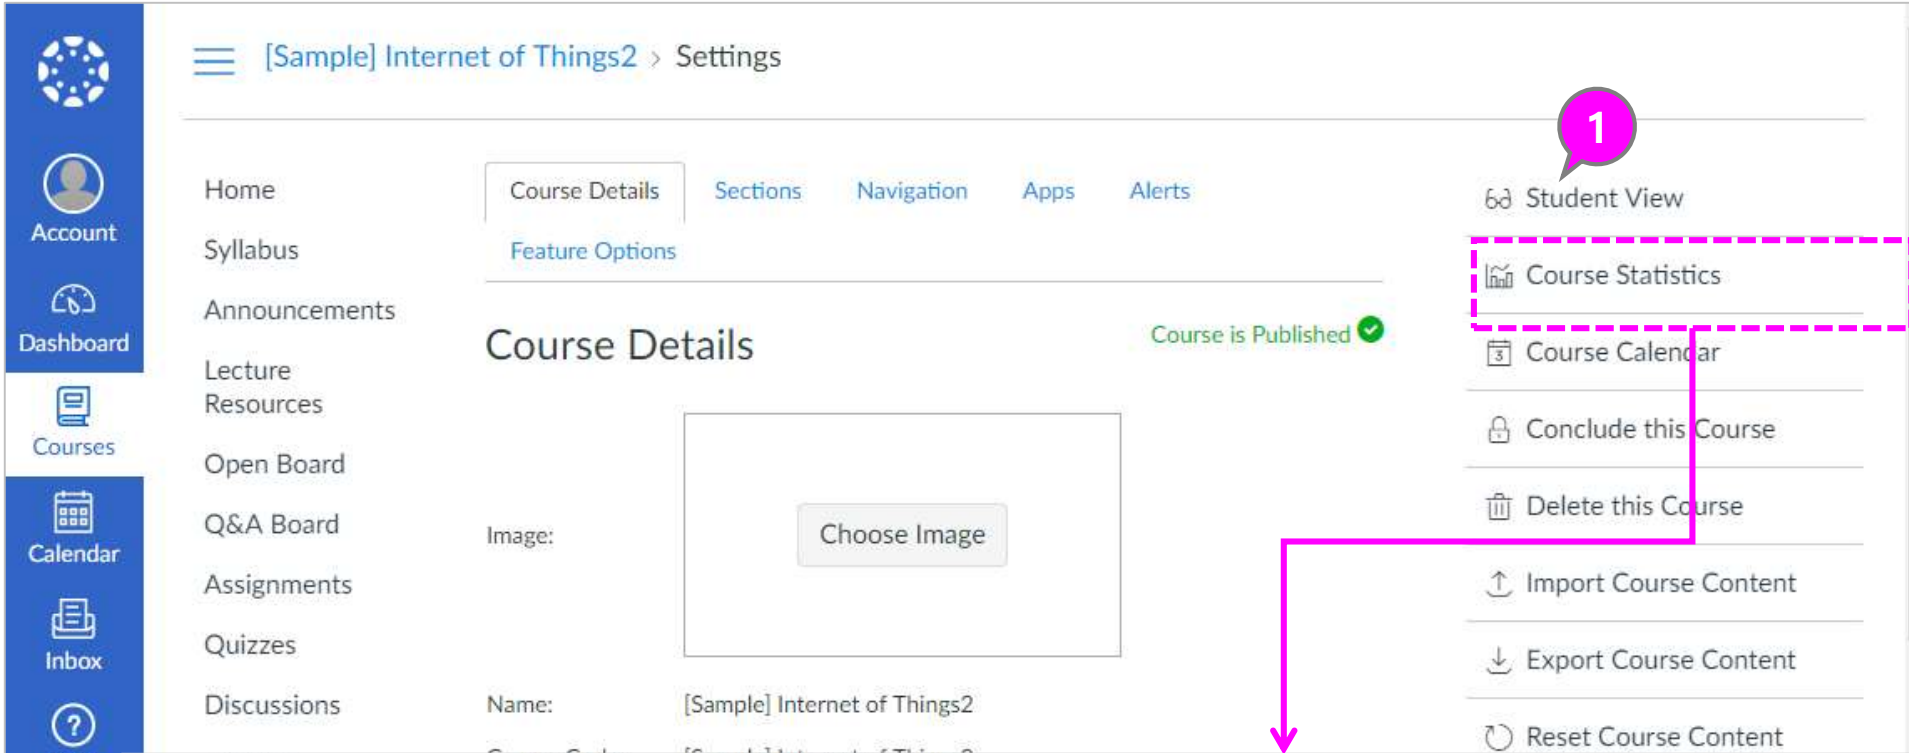 [Sample] Internet of Things2 > Settings
1
Account
Dashboard
Courses
Calendar
Inbox
?
Home
Syllabus
Announcements
Lecture
Resources
Open Board
Q&A Board
Assignments
Quizzes
Discussions
Course Details Sections Navigation Apps Alerts
Feature Options
Course Details
Course is Published
Image:
Choose Image
Name: [Sample] Internet of Things2
Student View
Course Statistics
3
Course Calendar
Conclude this Course
Delete this Course
Import Course Content
Export Course Content
Reset Course Content